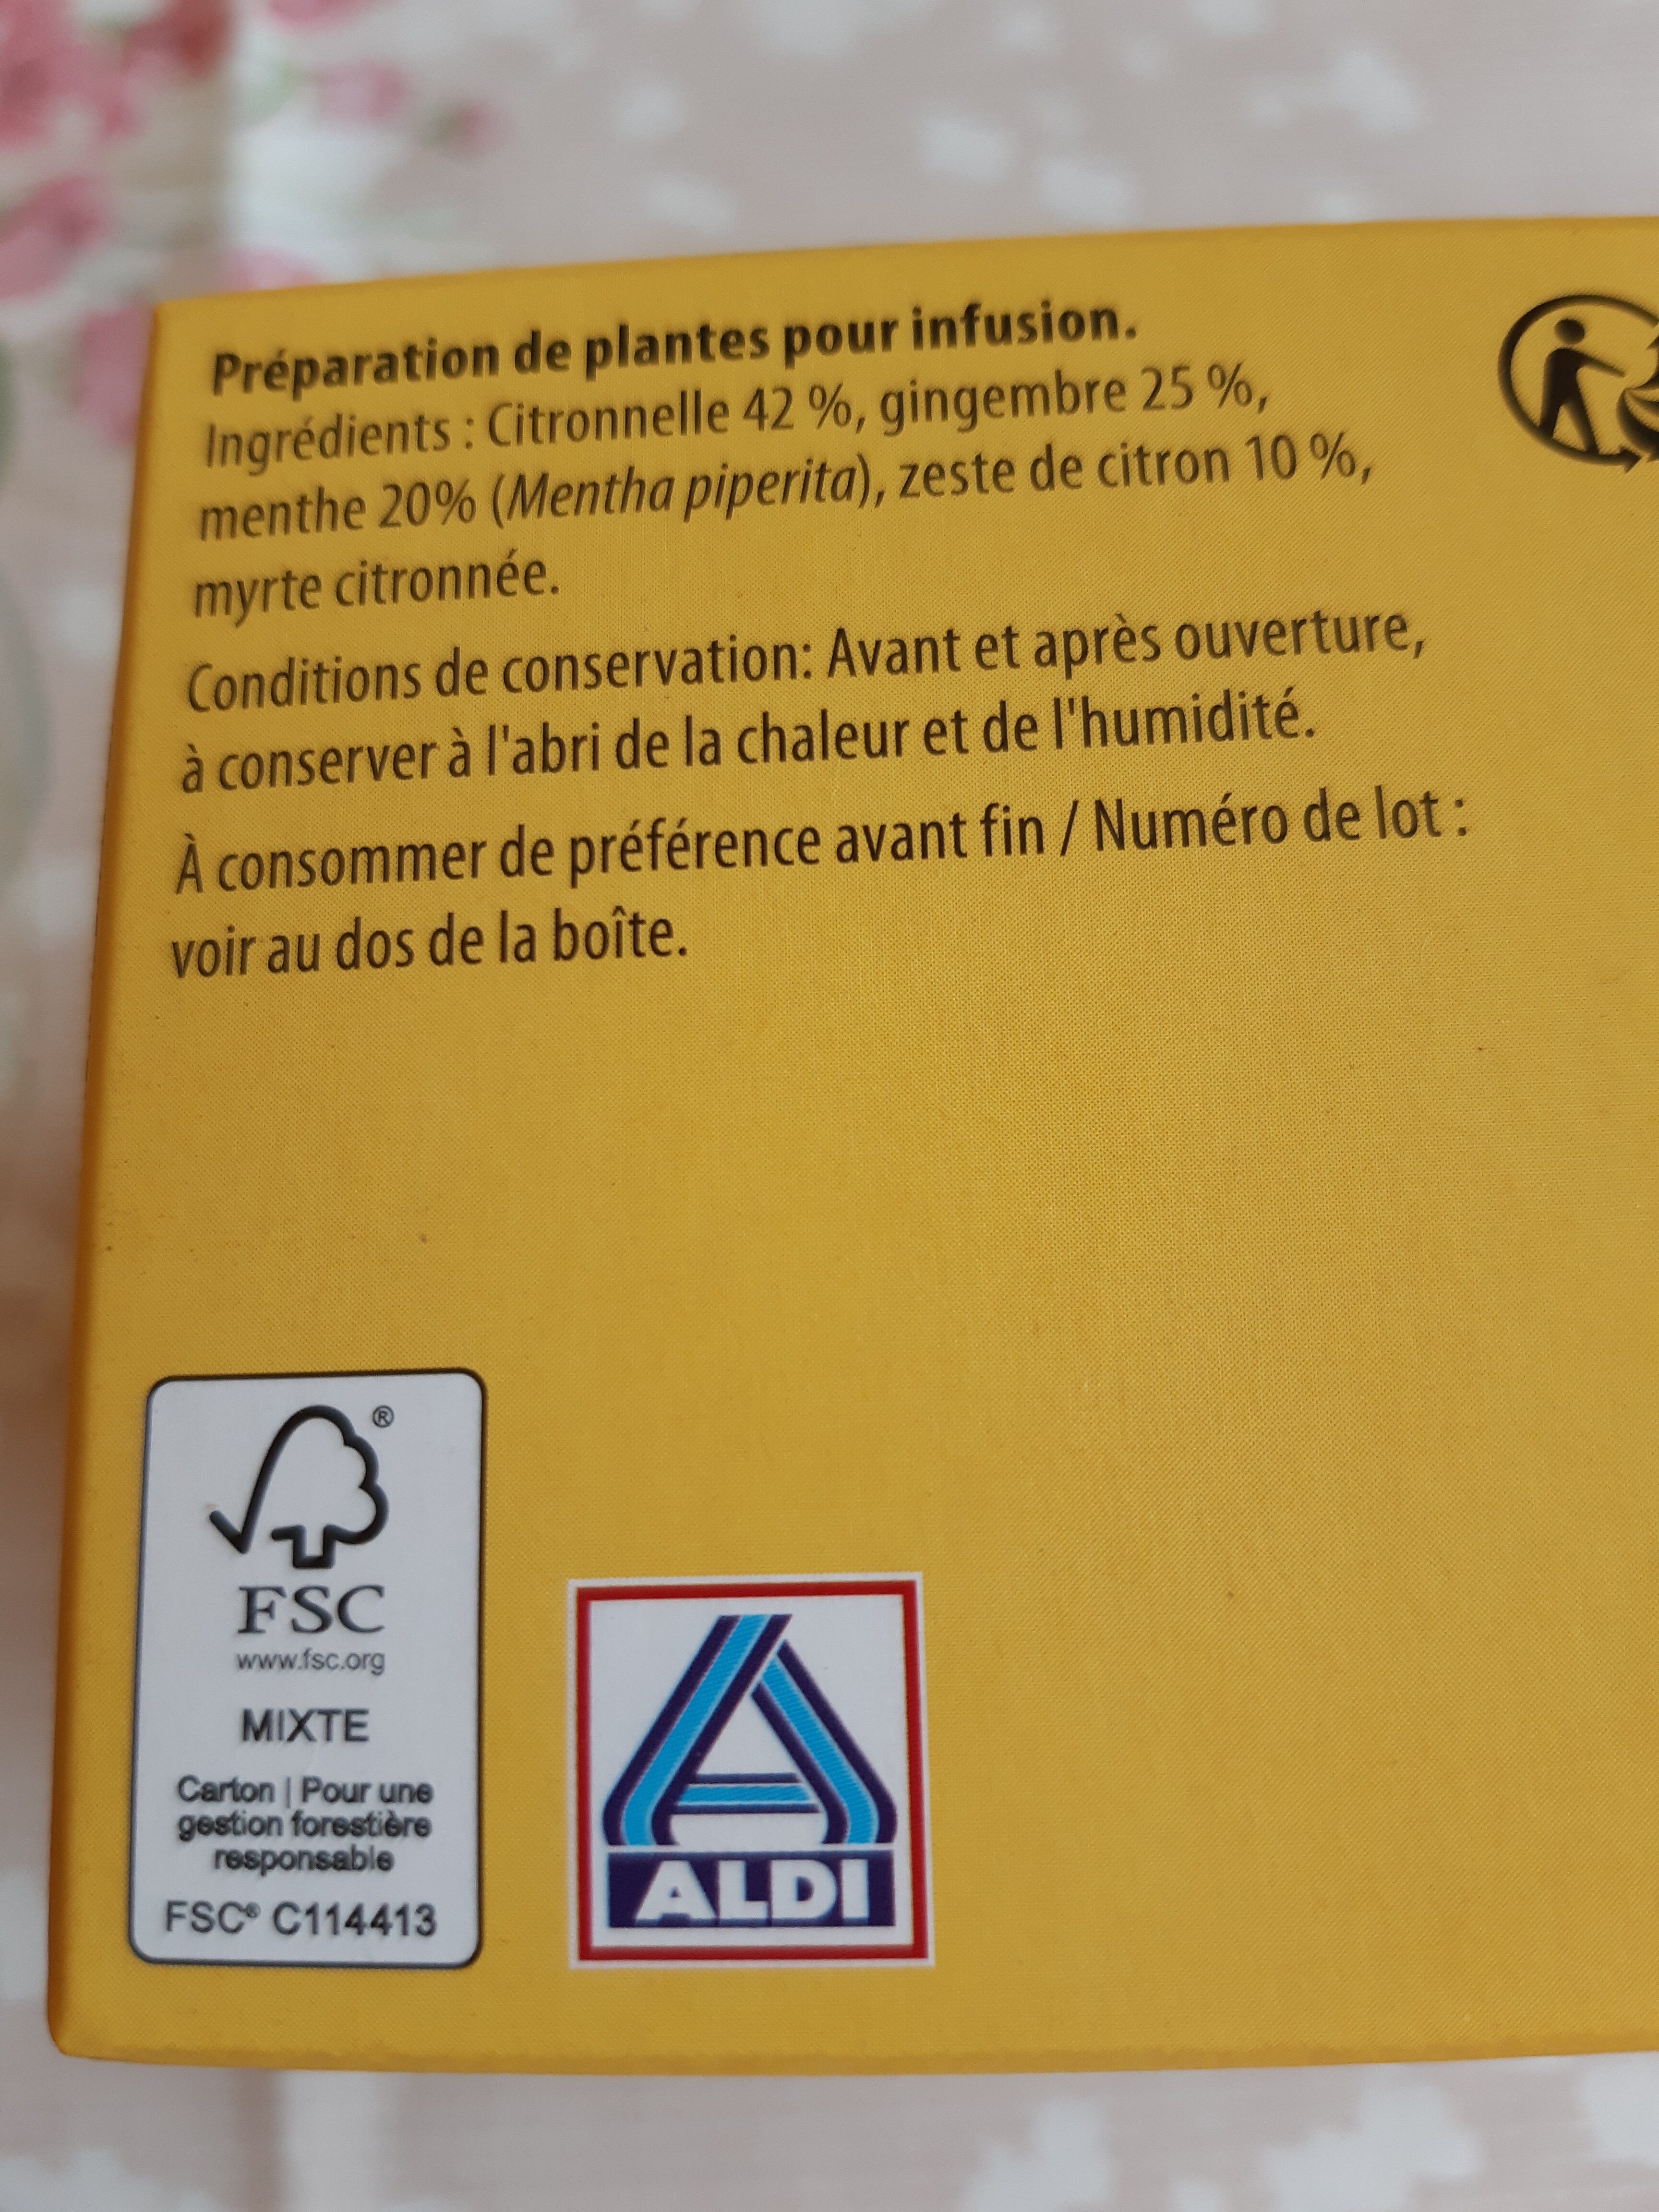 Préparation de plantes pour infusion.
Ingrédients : Citronnelle 42 %, gingembre 25 %,
menthe 20% (Mentha piperita), zeste de citron 10 %,
myrte citronnée.
Conditions de conservation: Avant et après ouverture,
à conserver à l'abri de la chaleur et de l'humidité.
À consommer de préférence avant fin / Numéro de lot :
voir au dos de la boîte.
®
FSC
www.fsc.org
MIXTE
Carton | Pour une
gestion forestière
responsable
FSC® C114413
ALDI